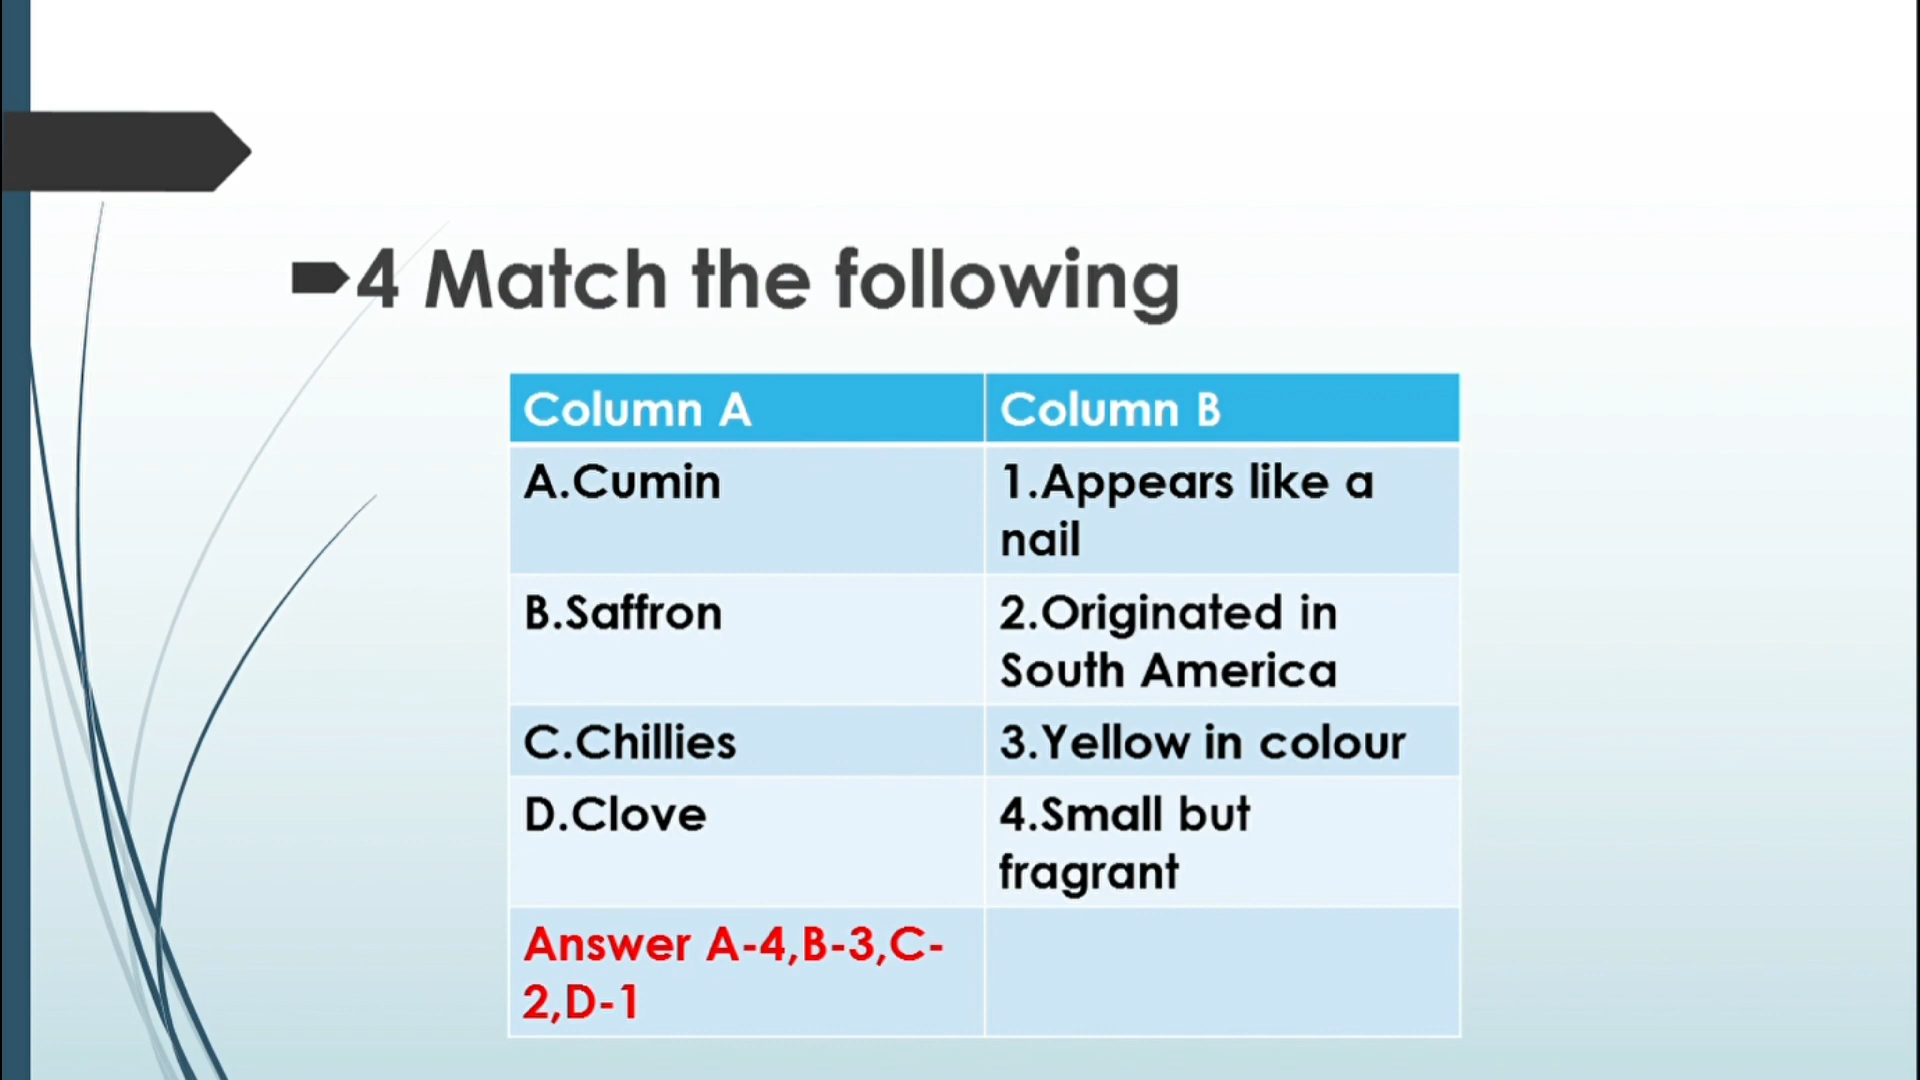 4 Match the following
Column A
Column B
A.Cumin
1.Appears like a
nail
B.Saffron
2.Originated in
South America
C.Chillies
3.Yellow in colour
D.Clove
4.Small but
fragrant
Answer A-4,B-3,C-
2,D-1